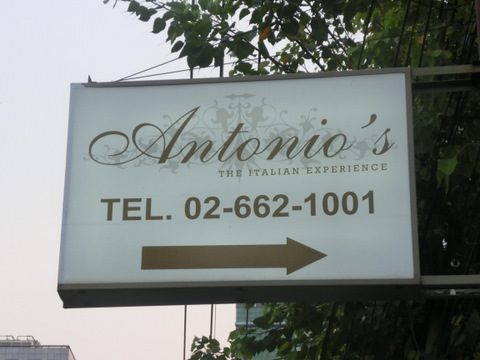 Antonio's
THE ITALIAN EXPERIENCE
TEL. 02-662-1001